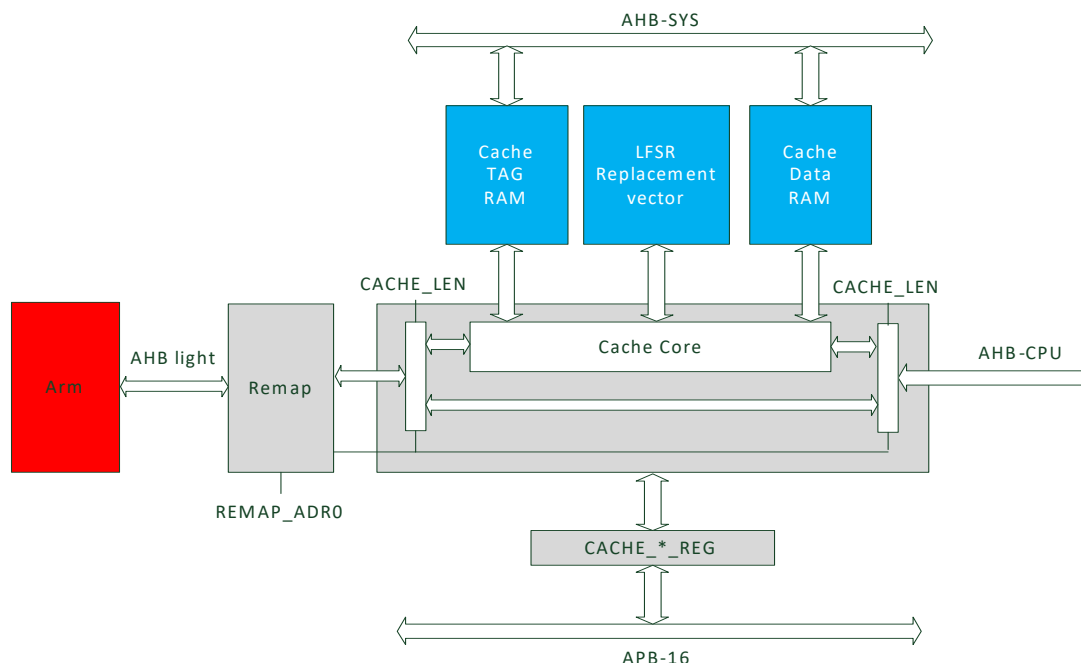 AHB-SYS
Cache
TAG
RAM
LFSR
Replacement
vector
Cache
Data
RAM
CACHE_LEN
CACHE_LEN
Arm
AHB light
Remap
Cache Core
AHB-CPU
REMAP_ADR0
CACHE_*_REG
APB-16